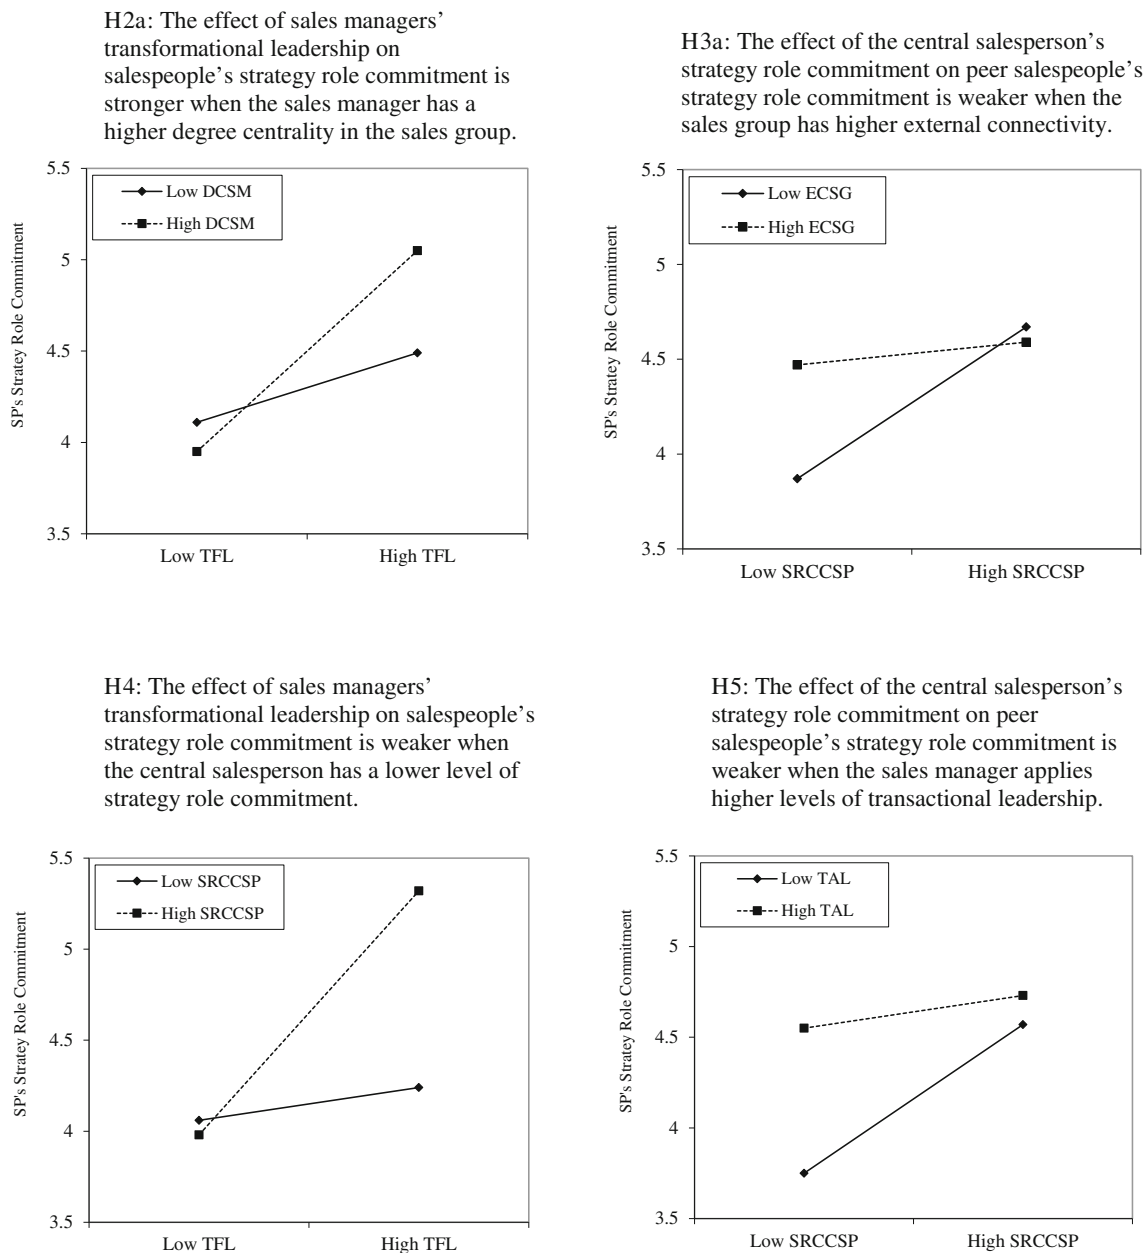 H2a: The effect of sales managers'
transformational leadership on
salespeople's strategy role commitment is
stronger when the sales manager has a
higher degree centrality in the sales group.
5.5
5
4.5
4
3.5
SP's Stratey Role Commitment
Low DCSM
High DCSM
Low TFL
High TFL
H3a: The effect of the central salesperson's
strategy role commitment on peer salespeople's
strategy role commitment is weaker when the
sales group has higher external connectivity.
5.5
5
4.5
4
3.5
SP's Stratey Role Commitment
Low ECSG
High ECSG
Low SRCCSP
High SRCCSP
H4: The effect of sales managers'
transformational leadership on salespeople's
strategy role commitment is weaker when
the central salesperson has a lower level of
strategy role commitment.
5.5
5
4.5
4
3.5
SP's Stratey Role Commitment
Low SRCCSP
High SRCCSP
Low TFL
High TFL
H5: The effect of the central salesperson's
strategy role commitment on peer
salespeople's strategy role commitment is
weaker when the sales manager applies
higher levels of transactional leadership.
5.5
5
4.5
4
3.5
SP's Stratey Role Commitment
Low TAL
High TAL
Low SRCCSP
High SRCCSP